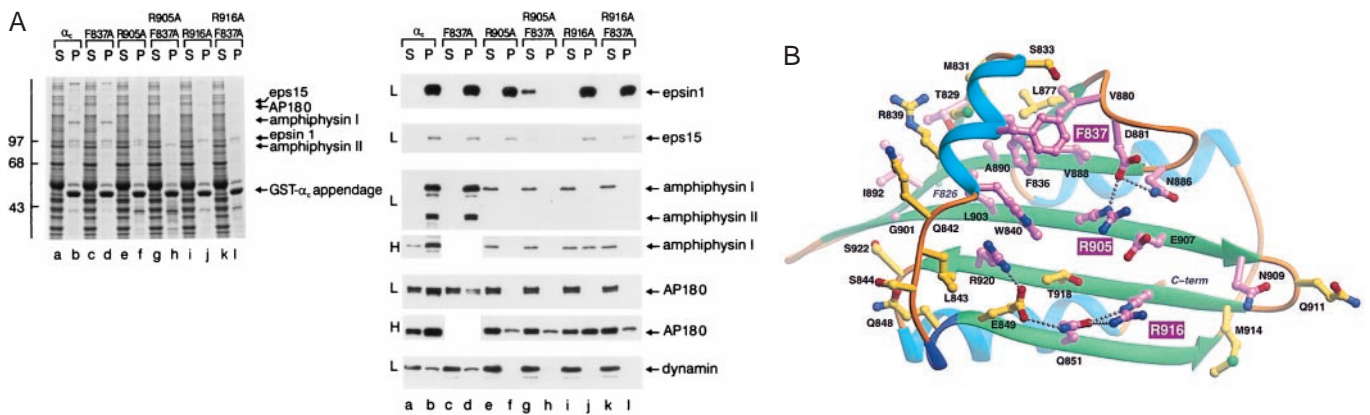 A
R905A R916A
αc F837A R905A F837A R916A F837A
S P S P S P S P S P S P
97
68
43
eps15
AP180
amphiphysin I
epsin 1
amphiphysin II
GST-αc appendage
a b c d e f g h i j k l
R905A R916A
αc F837A R905A F837A R916A F837A
S P S P S P S P S P S P
L epsin1
L eps15
L amphiphysin I
amphiphysin II
H amphiphysin I
L AP180
H AP180
L dynamin
a b c d e f g h i j k l
B
S833
M831
T829 L877 V880
R839
F837
D881
A890
F836 V888 N886
I892 F826
L903
G901 Q842 W840
R905
E907
S922
R920 C-term N909
S844
L843 T918 Q911
Q848 E849
R916 M914
Q851